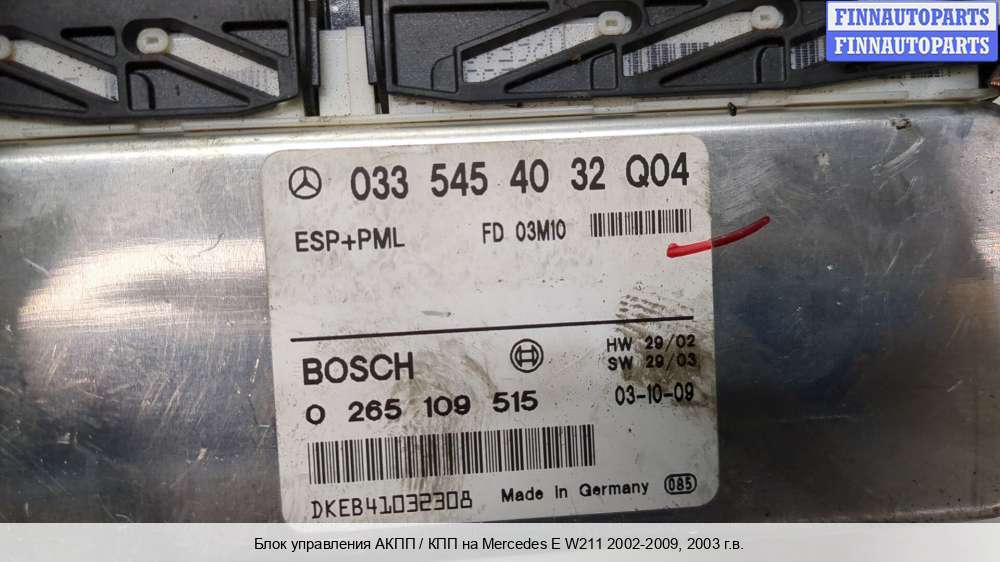 FINNAUTOPARTS
FINNAUTOPARTS
033 545 40 32 Q04
ESP+PML FD 03M10
BOSCH HW 29/02
SW 29/03
0 265 109 515 03-10-09
DKEB41032308 Made in Germany 085
Блок управления АКПП / КПП на Mercedes E W211 2002-2009, 2003 г.в.